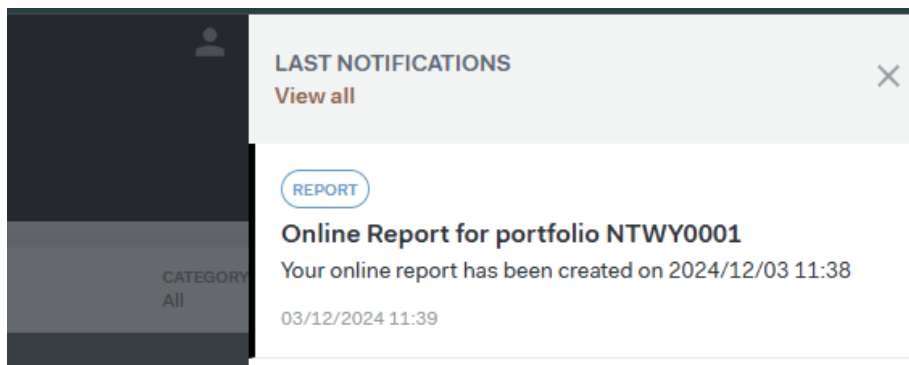 LAST NOTIFICATIONS
View all
REPORT
Online Report for portfolio NTWY0001
Your online report has been created on 2024/12/03 11:38
03/12/2024 11:39
CATEGORY
All